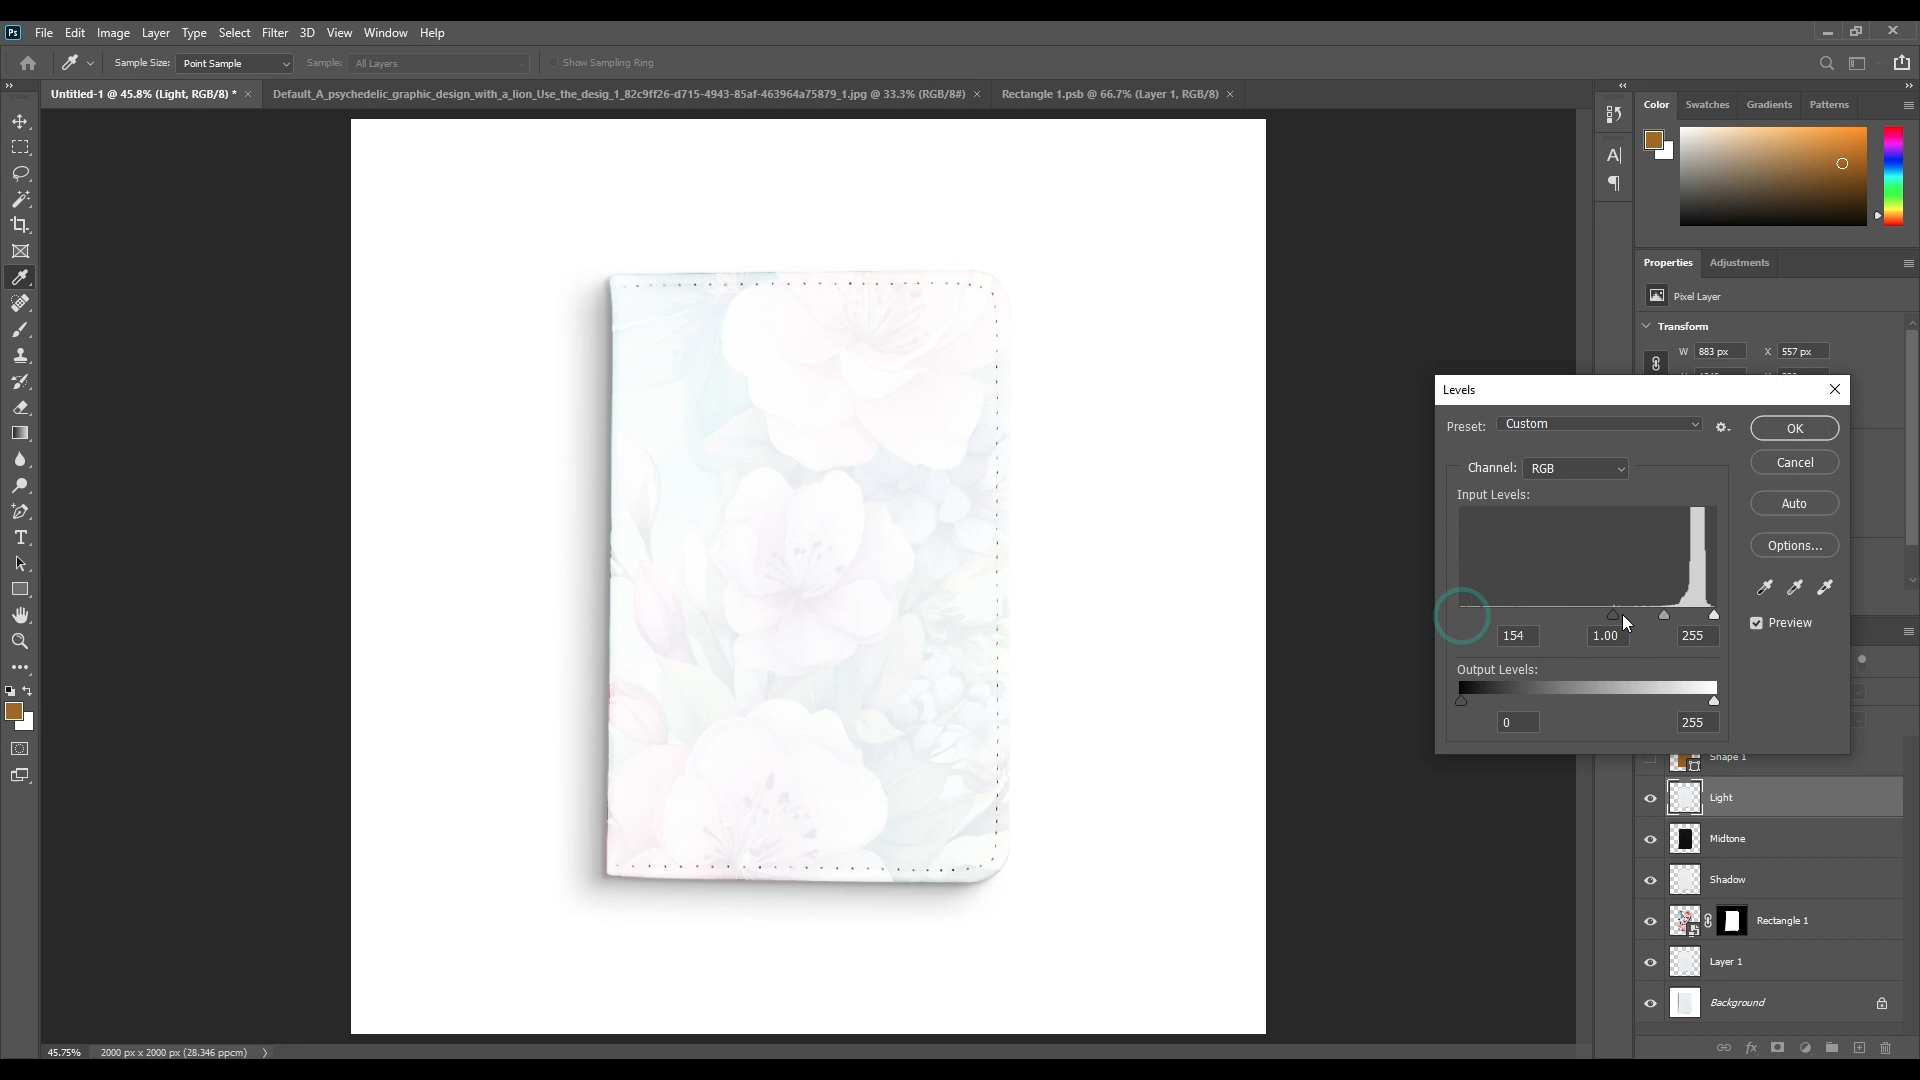 Ps File Edit Image Layer Type Select Filter 3D View Window Help
Sample Size: Point Sample Sample: All Layers Show Sampling Ring
Untitled-1 @ 45.8% (Light, RGB/8) * × Default_A_psychedelic_graphic_design_with_a_lion_Use_the_desig_1_82c9ff26-d715-4943-85af-463964a75879_1.jpg @ 33.3% (RGB/8#) × Rectangle 1.psb @ 66.7% (Layer 1, RGB/8) ×
Color Swatches Gradients Patterns
Properties Adjustments
Pixel Layer
Transform
W 883 px X 557 px
Levels
Preset: Custom
OK
Channel: RGB
Cancel
Input Levels:
Auto
Options...
154 1.00 255
Preview
Output Levels:
0 255
Shape 1
Light
Midtone
Shadow
Rectangle 1
Layer 1
Background
45.75% 2000 px x 2000 px (28.346 ppcm)